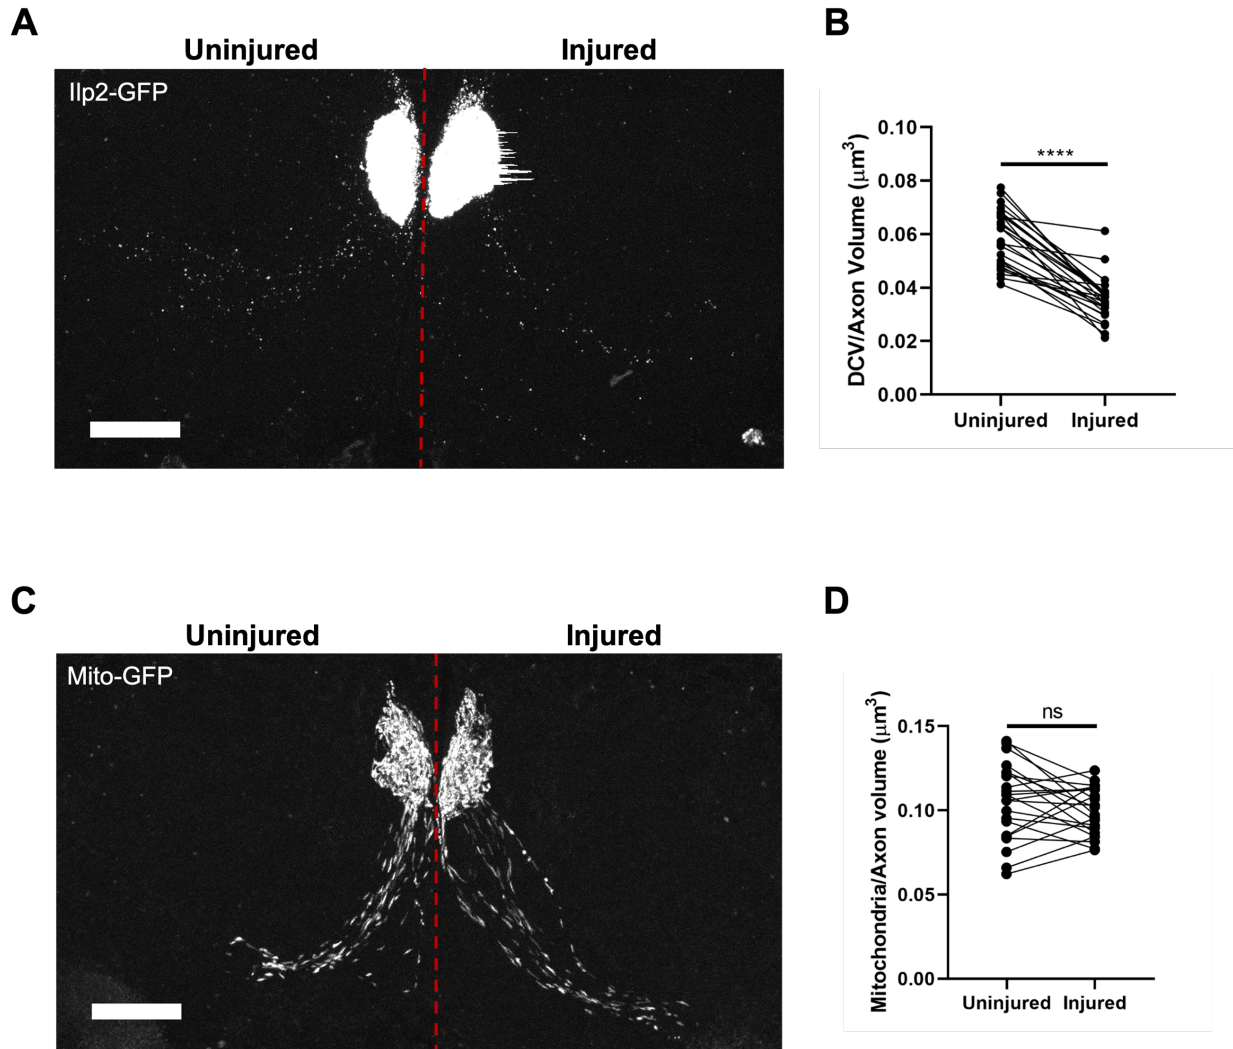 A
Uninjured Injured
Ilp2-GFP
B
DCV/Axon Volume (μm³)
0.10
0.08
0.06
0.04
0.02
0.00
****
Uninjured Injured
C
Uninjured Injured
Mito-GFP
D
Mitochondria/Axon volume (μm³)
0.15
0.10
0.05
0.00
ns
Uninjured Injured